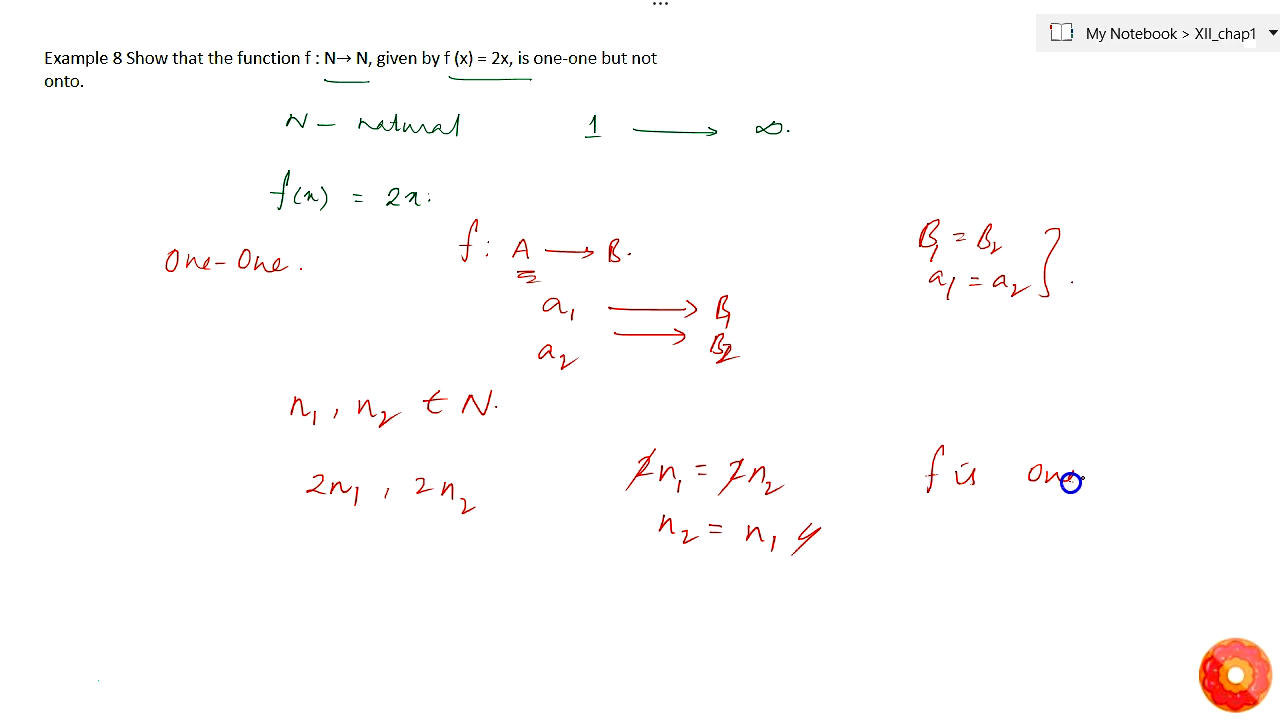 My Notebook > XII_chap1
Example 8 Show that the function f : N→ N, given by f (x) = 2x, is one-one but not
onto.
N - natural 1 ⟶ ∞.
f(x) = 2x.
One-One. f : A ⟶ B. B₁ = B₂
a₁ = a₂ }.
a₁ ⟶ B₁
a₂ ⟶ B₂
n₁ , n₂ ∈ N.
2n₁ , 2n₂ 2n₁ = 2n₂ f is One
n₂ = n₁